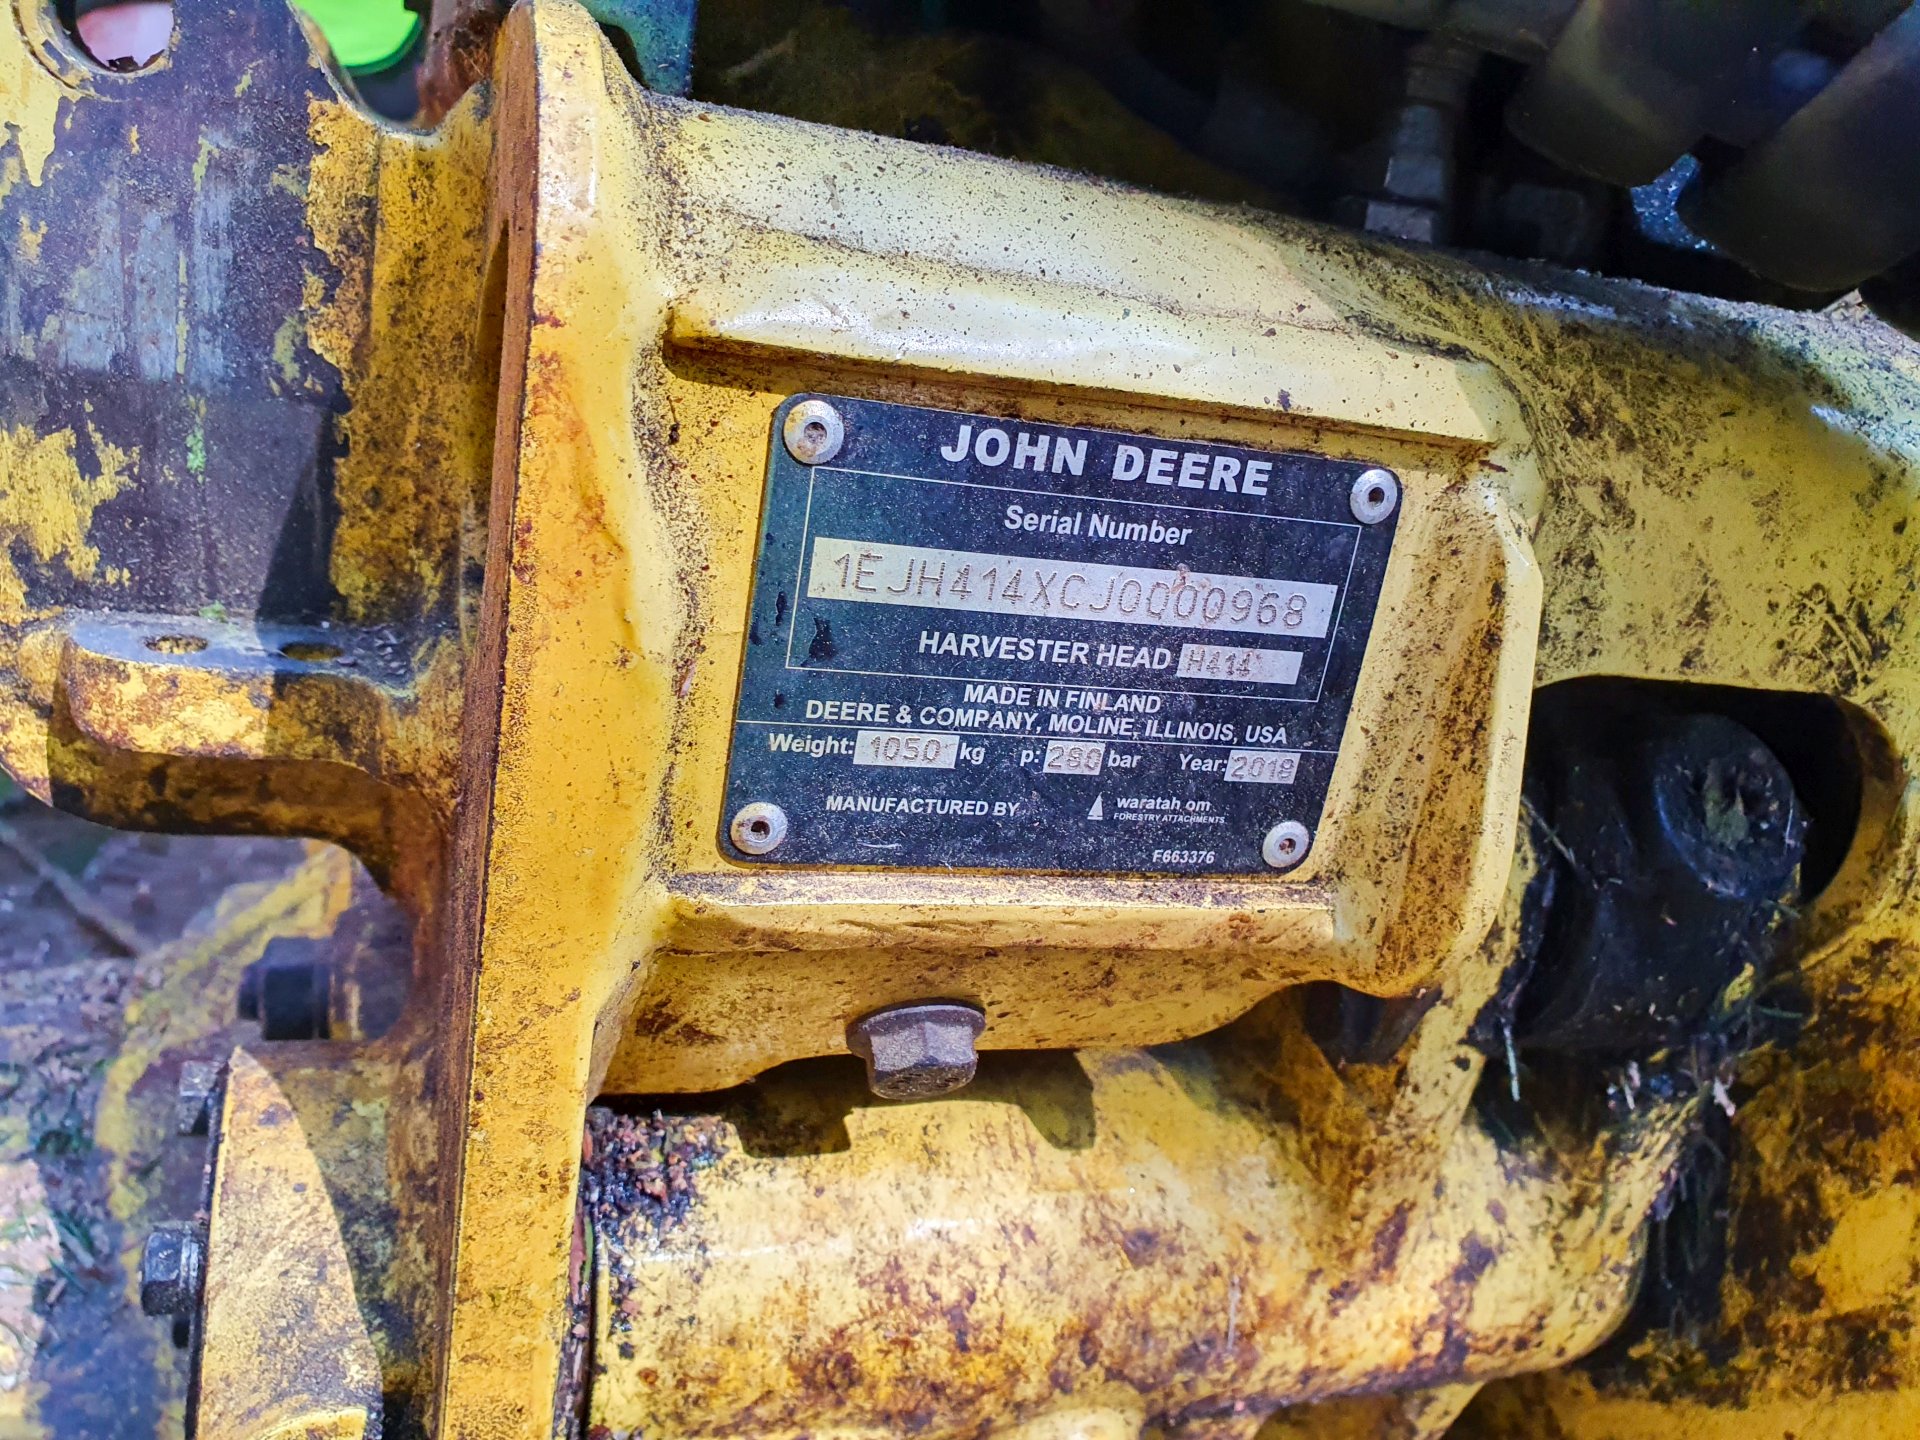 JOHN DEERE
Serial Number
1EJH414XCJ0000968
HARVESTER HEAD H414
MADE IN FINLAND
DEERE & COMPANY, MOLINE, ILLINOIS, USA
Weight: 1050 kg p: 280 bar Year: 2018
MANUFACTURED BY waratah om
FORESTRY ATTACHMENTS
F663376